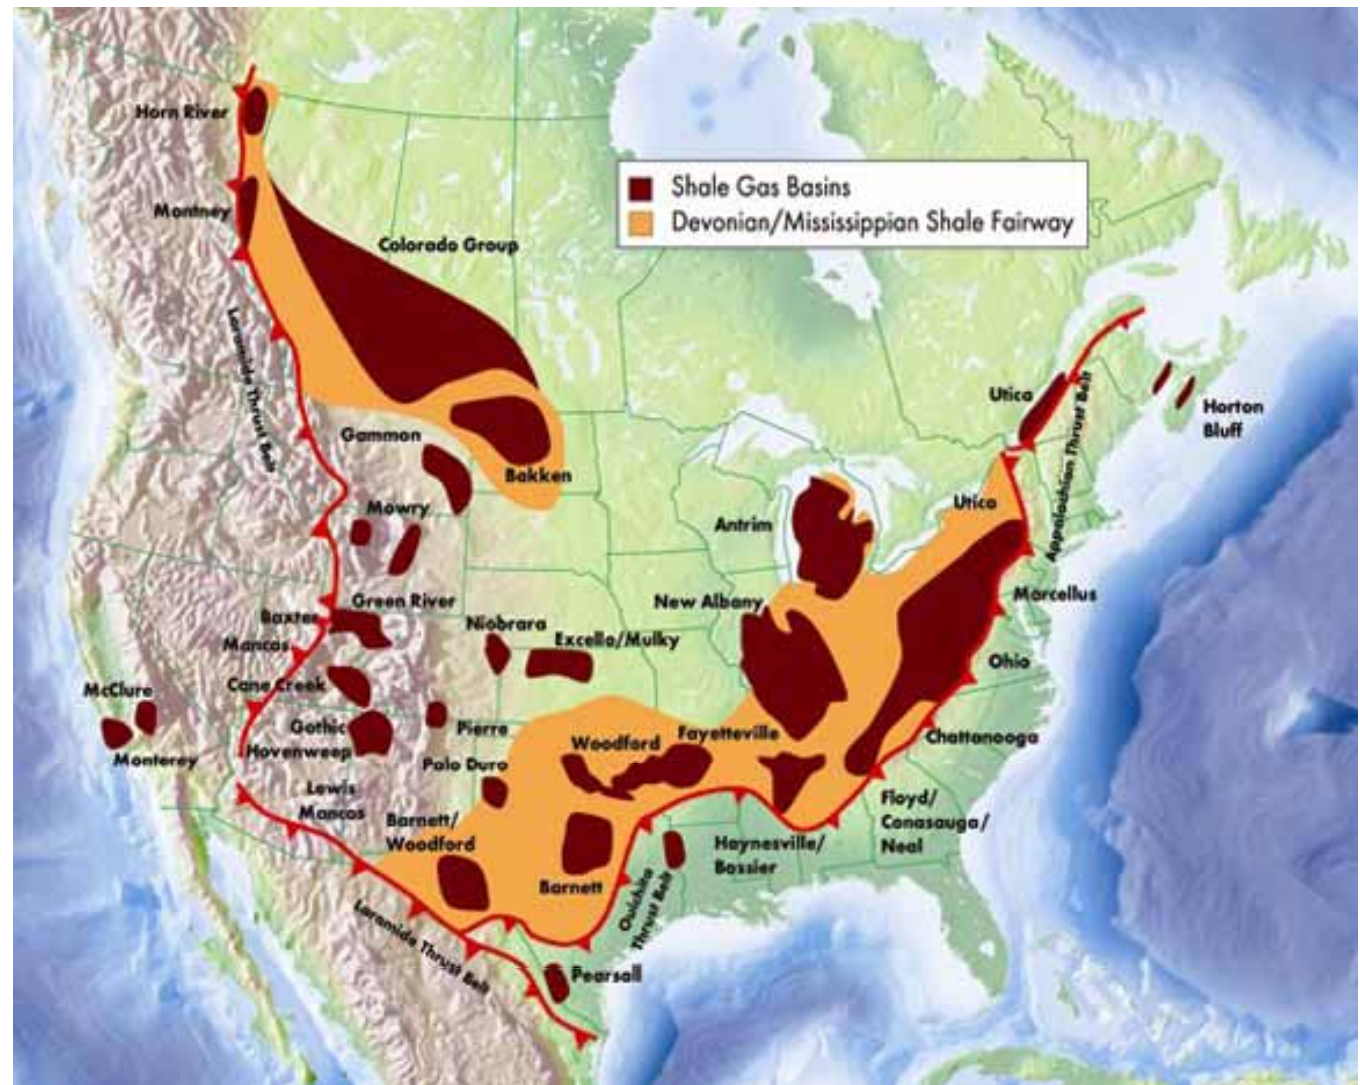 Horn River
Shale Gas Basins
Devonian/Mississippian Shale Fairway
Montney
Colorado Group
Laramide Thrust Belt
Utica
Appalachian Thrust Belt
Horton
Bluff
Gammon
Bakken
Mowry
Antrim
Utica
Green River
New Albany
Marcellus
Baxter
Mancos
Niobrara
Excello/Mulky
Ohio
McClure
Cane Creek
Gothic
Hovenweep
Monterey
Pierre
Woodford
Fayetteville
Chattanooga
Palo Duro
Lewis
Mancos
Barnett/
Woodford
Floyd/
Conasauga/
Neal
Haynesville/
Bossier
Barnett
Ouichita
Thrust Belt
Laramide Thrust Belt
Pearsall